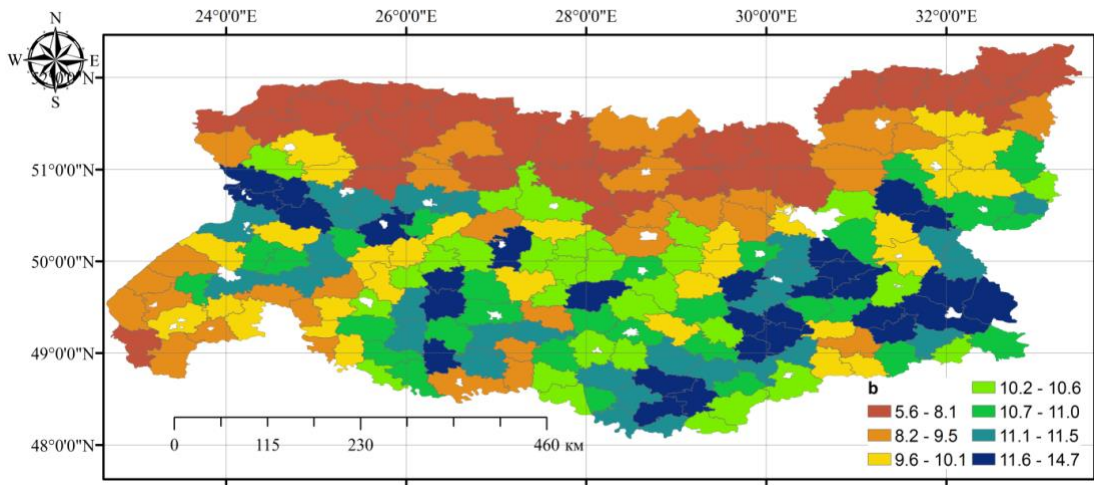 24°0'0"E 26°0'0"E 28°0'0"E 30°0'0"E 32°0'0"E
N
W E
S
52°0'0"N
51°0'0"N
50°0'0"N
49°0'0"N
48°0'0"N
0 115 230 460 км
b
5.6 - 8.1
8.2 - 9.5
9.6 - 10.1
10.2 - 10.6
10.7 - 11.0
11.1 - 11.5
11.6 - 14.7